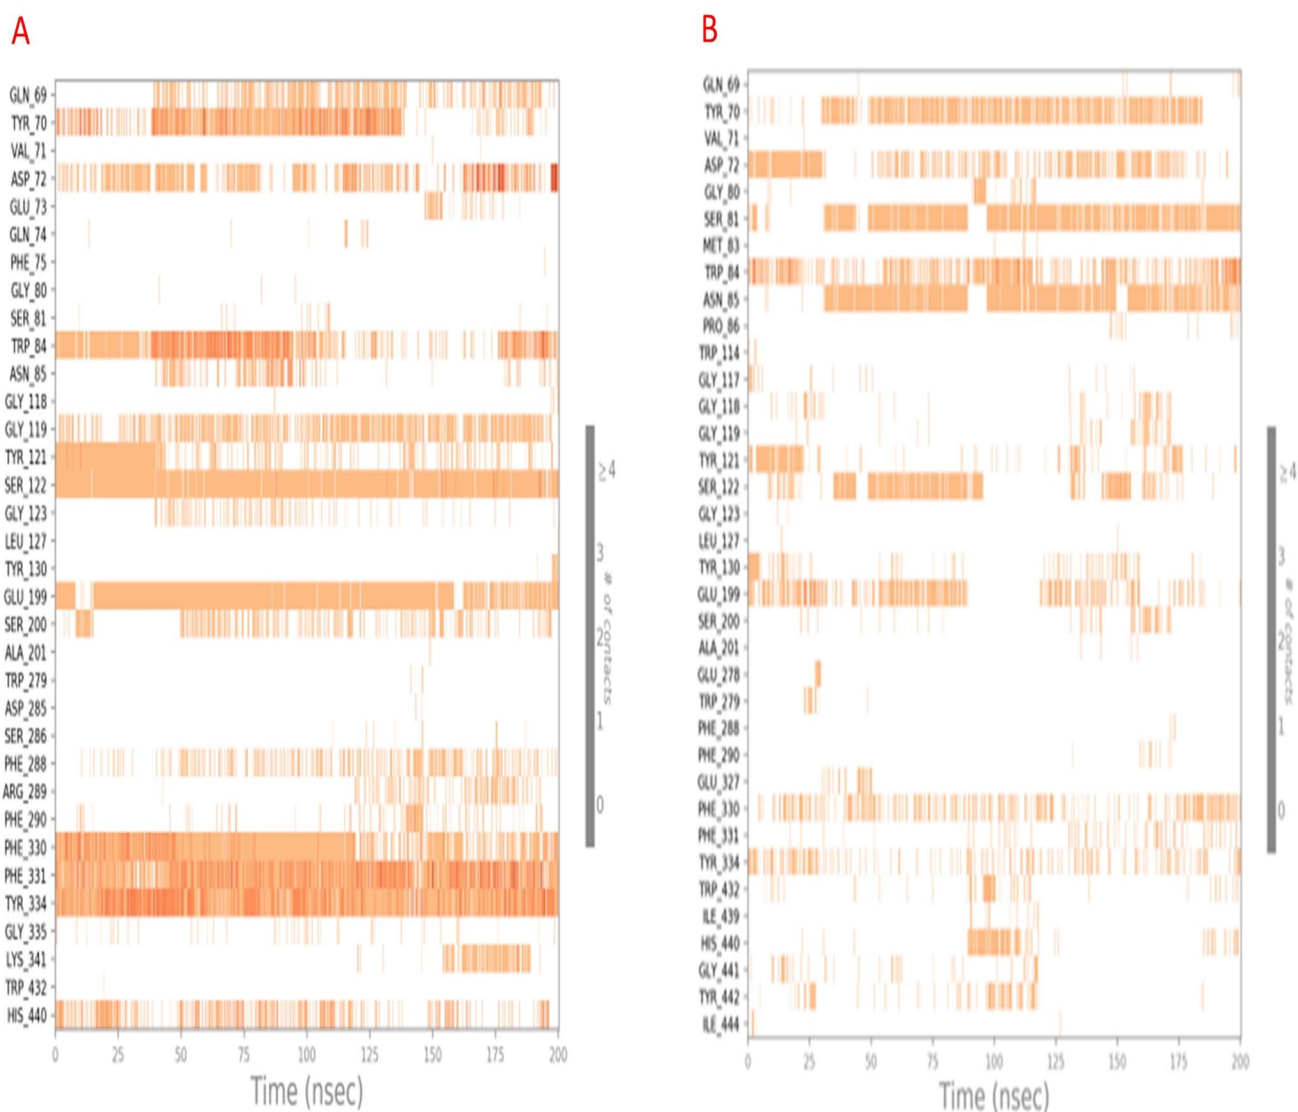 A
GLN_69
TYR_70
VAL_71
ASP_72
GLU_73
GLN_74
PHE_75
GLY_80
SER_81
TRP_84
ASN_85
GLY_118
GLY_119
TYR_121
SER_122
GLY_123
LEU_127
TYR_130
GLU_199
SER_200
ALA_201
TRP_279
ASP_285
SER_286
PHE_288
ARG_289
PHE_290
PHE_330
PHE_331
TYR_334
GLY_335
LYS_341
TRP_432
HIS_440
0 25 50 75 100 125 150 175 200
Time (nsec)
≥4
3
2
1
0
# of contacts
B
GLN_69
TYR_70
VAL_71
ASP_72
GLY_80
SER_81
MET_83
TRP_84
ASN_85
PRO_86
TRP_114
GLY_117
GLY_118
GLY_119
TYR_121
SER_122
GLY_123
LEU_127
TYR_130
GLU_199
SER_200
ALA_201
GLU_278
TRP_279
PHE_288
PHE_290
GLU_327
PHE_330
PHE_331
TYR_334
TRP_432
ILE_439
HIS_440
GLY_441
TYR_442
ILE_444
0 25 50 75 100 125 150 175 200
Time (nsec)
≥4
3
2
1
0
# of contacts